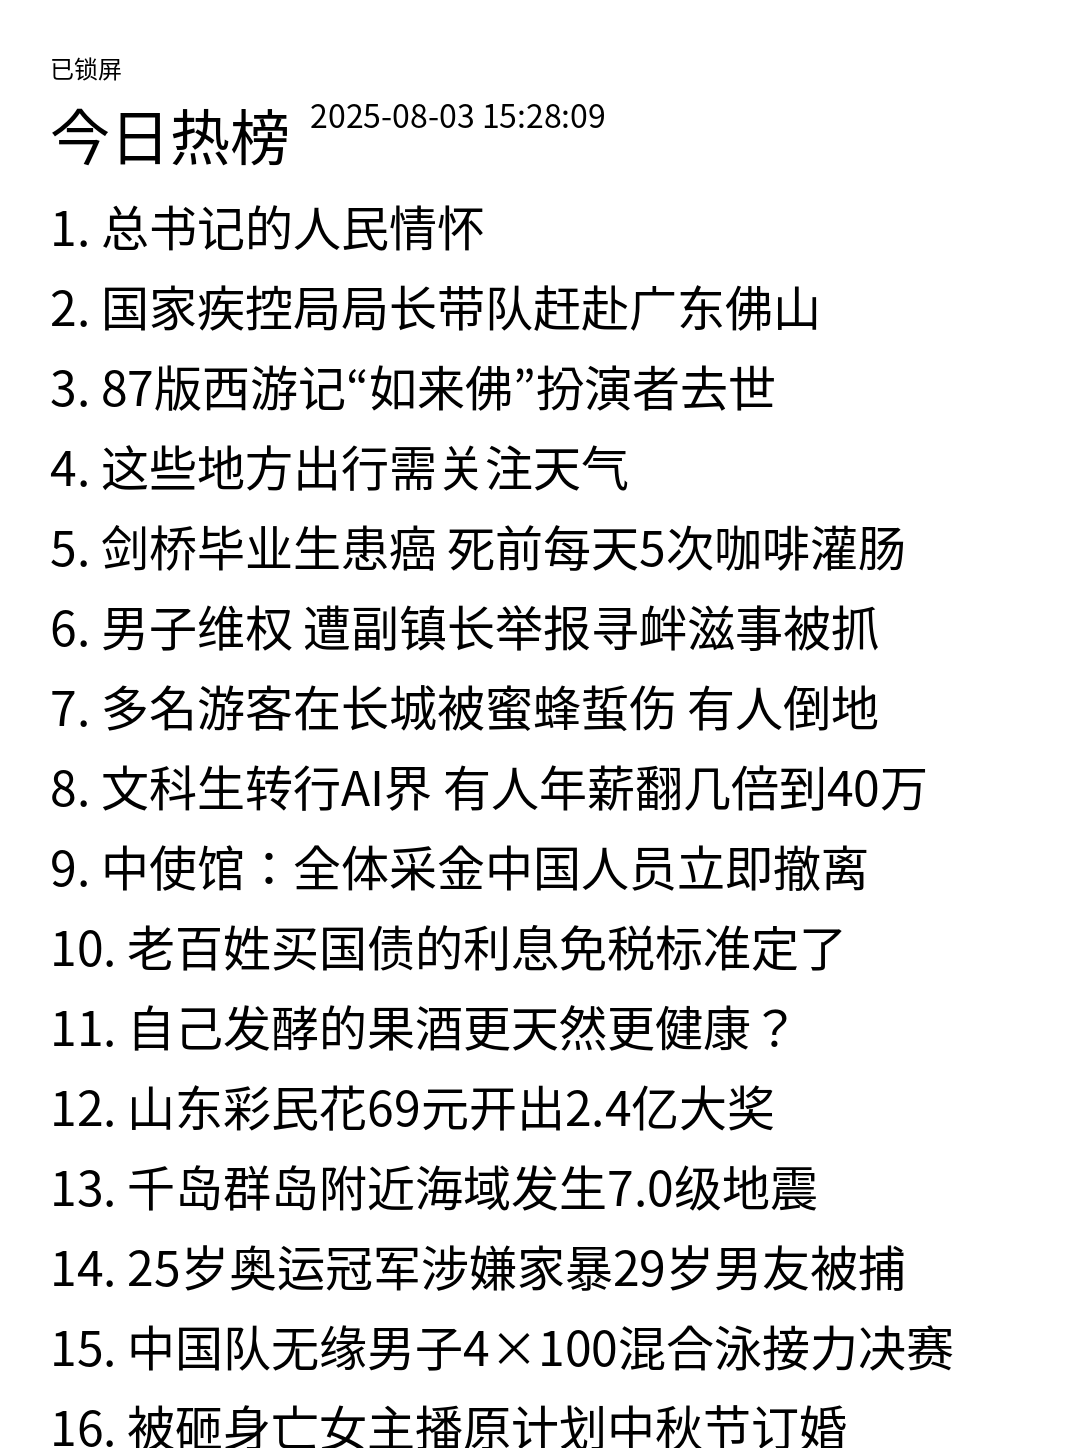 已锁屏
今日热榜 2025-08-03 15:28:09
1. 总书记的人民情怀
2. 国家疾控局局长带队赶赴广东佛山
3. 87版西游记“如来佛”扮演者去世
4. 这些地方出行需关注天气
5. 剑桥毕业生患癌 死前每天5次咖啡灌肠
6. 男子维权 遭副镇长举报寻衅滋事被抓
7. 多名游客在长城被蜜蜂蜇伤 有人倒地
8. 文科生转行AI界 有人年薪翻几倍到40万
9. 中使馆：全体采金中国人员立即撤离
10. 老百姓买国债的利息免税标准定了
11. 自己发酵的果酒更天然更健康？
12. 山东彩民花69元开出2.4亿大奖
13. 千岛群岛附近海域发生7.0级地震
14. 25岁奥运冠军涉嫌家暴29岁男友被捕
15. 中国队无缘男子4×100混合泳接力决赛
16. 被砸身亡女主播原计划中秋节订婚